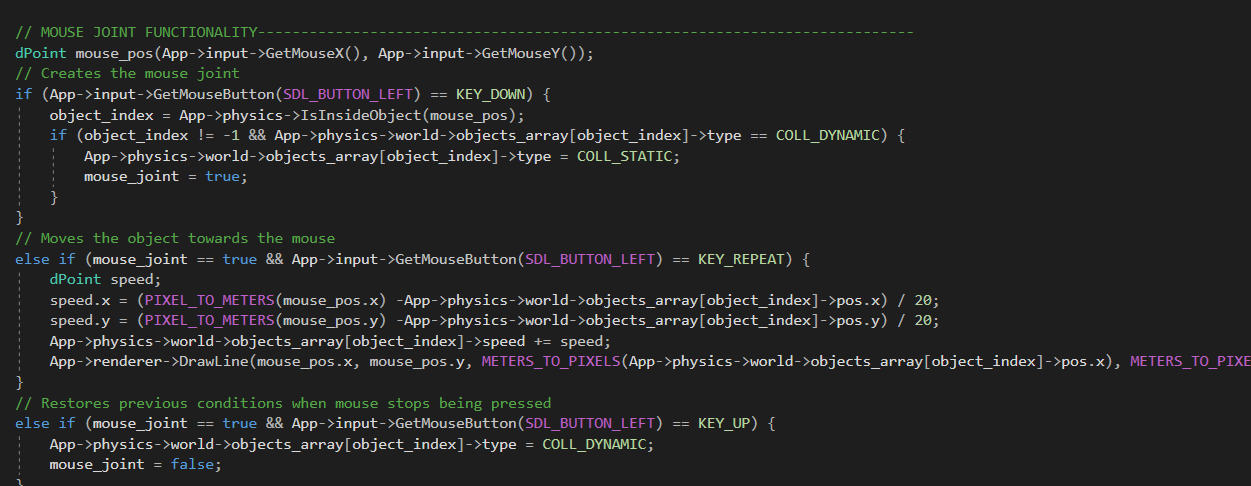 // MOUSE JOINT FUNCTIONALITY----------------------------------------------------------------------------
dPoint mouse_pos(App->input->GetMouseX(), App->input->GetMouseY());
// Creates the mouse joint
if (App->input->GetMouseButton(SDL_BUTTON_LEFT) == KEY_DOWN) {
object_index = App->physics->IsInsideObject(mouse_pos);
if (object_index != -1 && App->physics->world->objects_array[object_index]->type == COLL_DYNAMIC) {
App->physics->world->objects_array[object_index]->type = COLL_STATIC;
mouse_joint = true;
}
}
// Moves the object towards the mouse
else if (mouse_joint == true && App->input->GetMouseButton(SDL_BUTTON_LEFT) == KEY_REPEAT) {
dPoint speed;
speed.x = (PIXEL_TO_METERS(mouse_pos.x) -App->physics->world->objects_array[object_index]->pos.x) / 20;
speed.y = (PIXEL_TO_METERS(mouse_pos.y) -App->physics->world->objects_array[object_index]->pos.y) / 20;
App->physics->world->objects_array[object_index]->speed += speed;
App->renderer->DrawLine(mouse_pos.x, mouse_pos.y, METERS_TO_PIXELS(App->physics->world->objects_array[object_index]->pos.x), METERS_TO_PIXE
}
// Restores previous conditions when mouse stops being pressed
else if (mouse_joint == true && App->input->GetMouseButton(SDL_BUTTON_LEFT) == KEY_UP) {
App->physics->world->objects_array[object_index]->type = COLL_DYNAMIC;
mouse_joint = false;
}